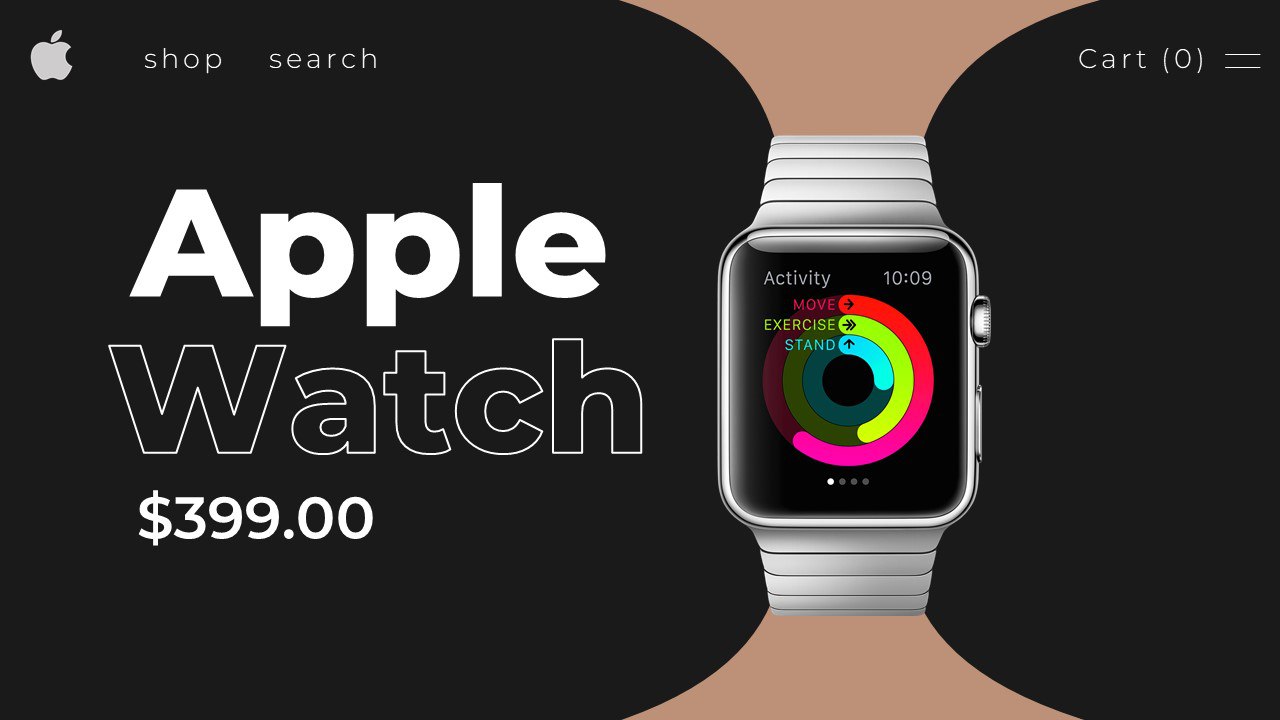 shop search Cart (0)
Apple
Watch
$399.00
Activity 10:09
MOVE
EXERCISE
STAND